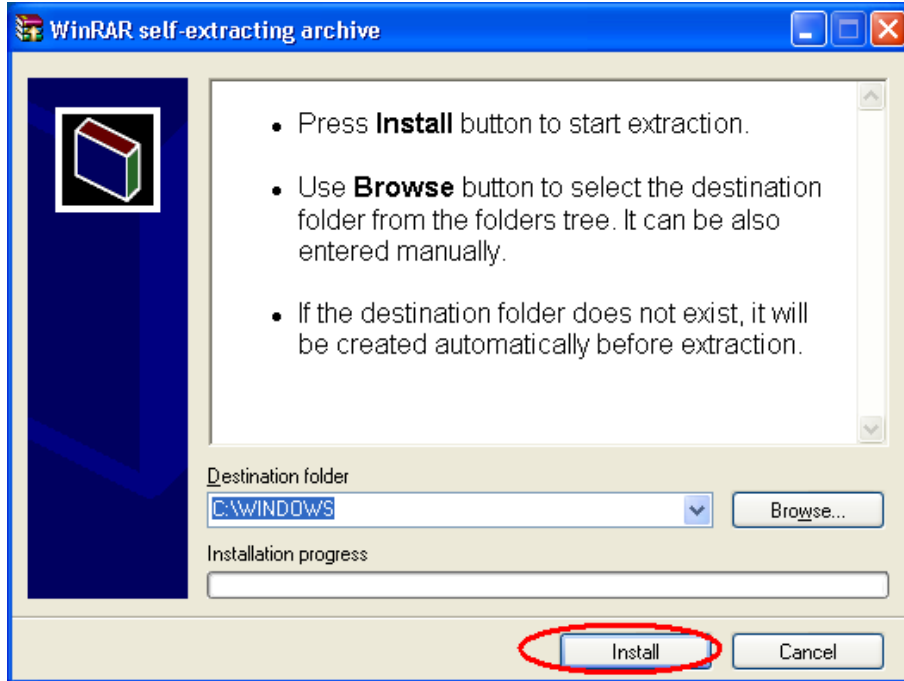 WinRAR self-extracting archive
• Press Install button to start extraction.
• Use Browse button to select the destination
folder from the folders tree. It can be also
entered manually.
• If the destination folder does not exist, it will
be created automatically before extraction.
Destination folder
C:\WINDOWS
Browse...
Installation progress
Install
Cancel